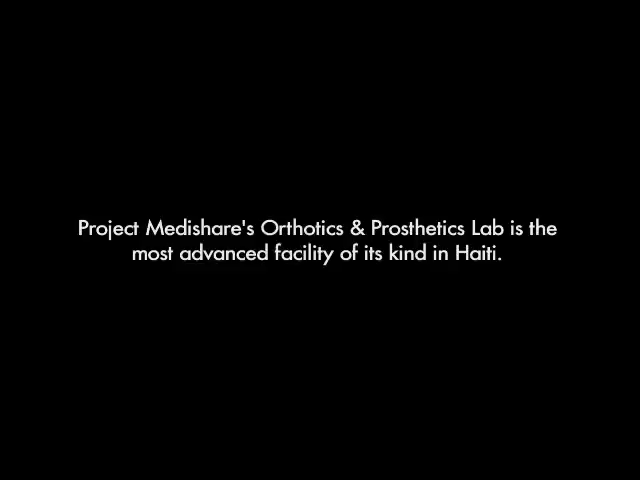 Project Medishare's Orthotics & Prosthetics Lab is the
most advanced facility of its kind in Haiti.